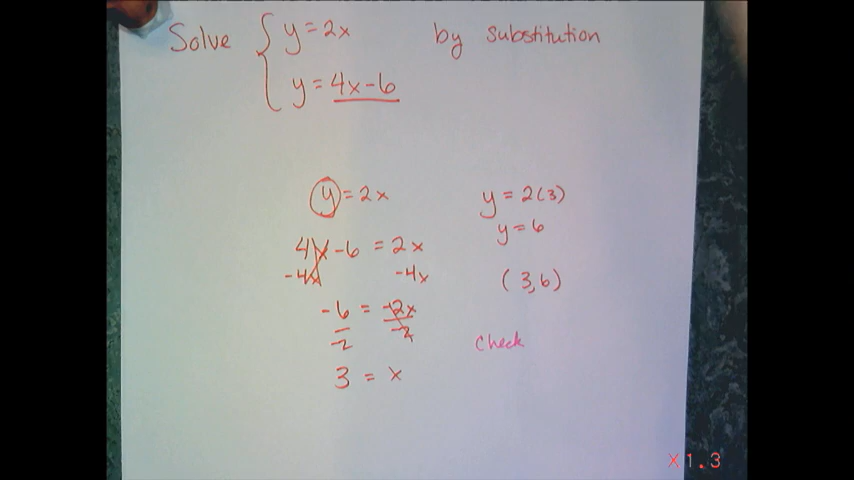 Solve { y = 2x by substitution
y = 4x - 6
y = 2x
4x - 6 = 2x
-4x -4x
-6 = -2x
-2 -2
3 = x
y = 2(3)
y = 6
(3,6)
Check
X1.3